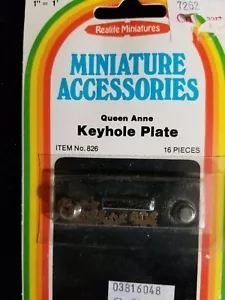 1" = 1'
Realife Miniatures
7262
MINIATURE
ACCESSORIES
Queen Anne
Keyhole Plate
ITEM No. 826
16 PIECES
03816048